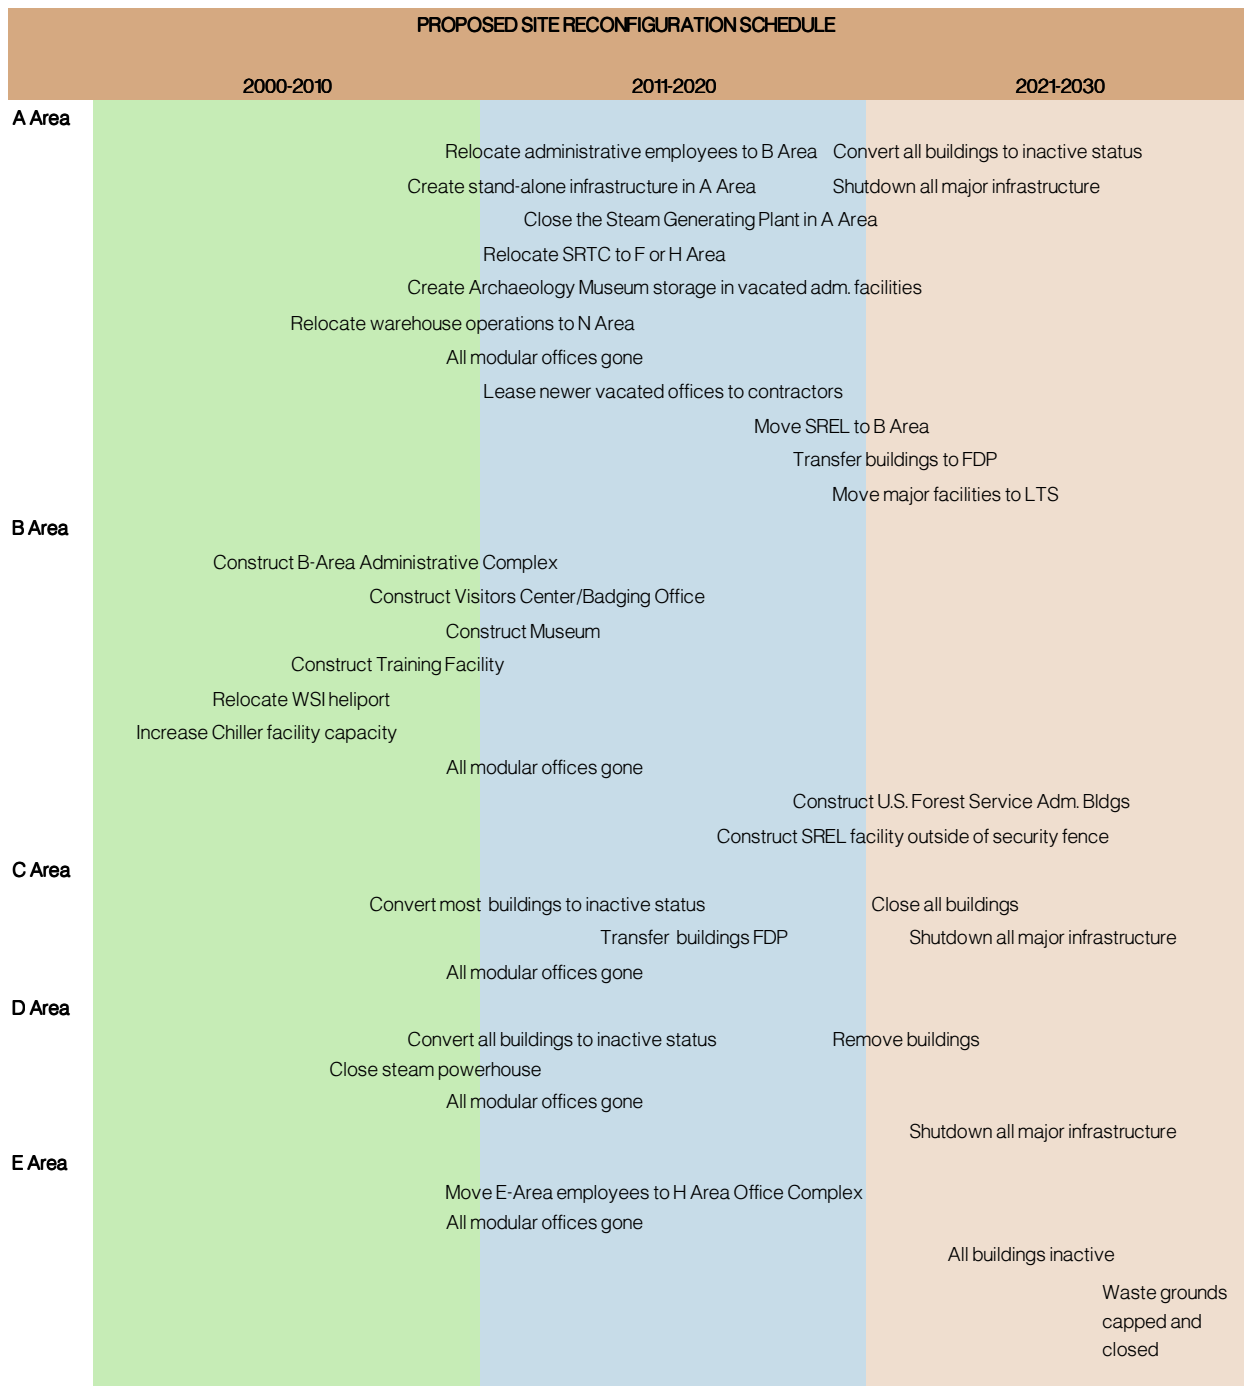 PROPOSED SITE RECONFIGURATION SCHEDULE
2000-2010 2011-2020 2021-2030
A Area
Relocate administrative employees to B Area Convert all buildings to inactive status
Create stand-alone infrastructure in A Area Shutdown all major infrastructure
Close the Steam Generating Plant in A Area
Relocate SRTC to F or H Area
Create Archaeology Museum storage in vacated adm. facilities
Relocate warehouse operations to N Area
All modular offices gone
Lease newer vacated offices to contractors
Move SREL to B Area
Transfer buildings to FDP
Move major facilities to LTS
B Area
Construct B-Area Administrative Complex
Construct Visitors Center/Badging Office
Construct Museum
Construct Training Facility
Relocate WSI heliport
Increase Chiller facility capacity
All modular offices gone
Construct U.S. Forest Service Adm. Bldgs
Construct SREL facility outside of security fence
C Area
Convert most buildings to inactive status Close all buildings
Transfer buildings FDP Shutdown all major infrastructure
All modular offices gone
D Area
Convert all buildings to inactive status Remove buildings
Close steam powerhouse
All modular offices gone
Shutdown all major infrastructure
E Area
Move E-Area employees to H Area Office Complex
All modular offices gone
All buildings inactive
Waste grounds
capped and
closed